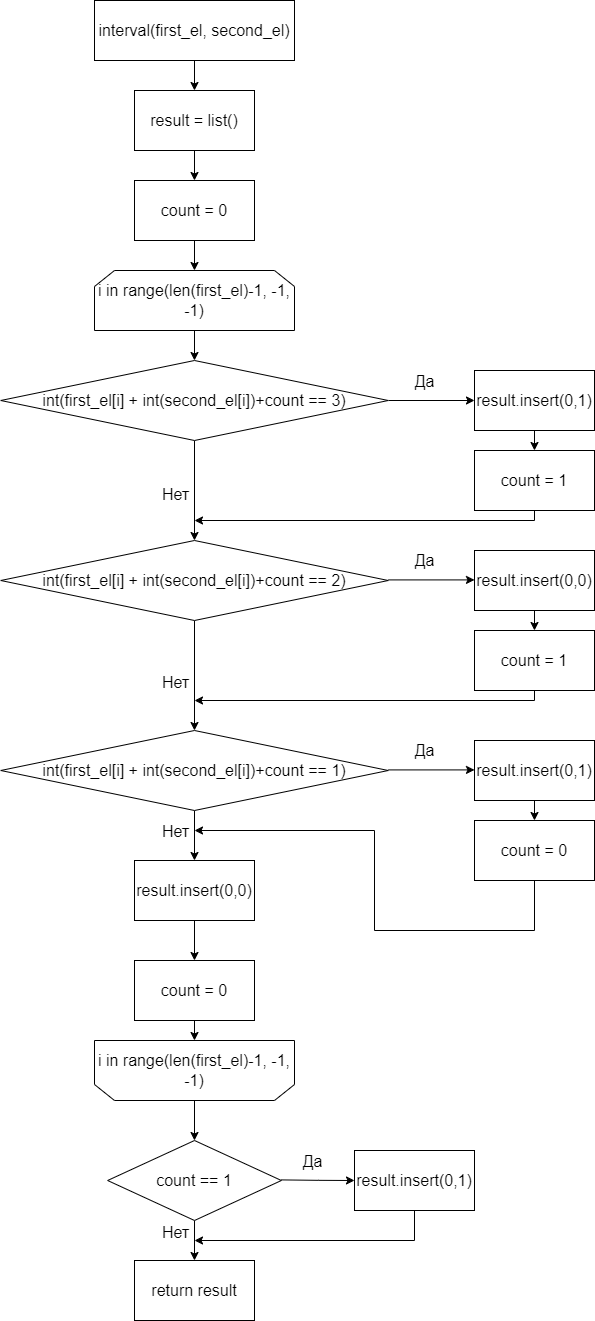 interval(first_el, second_el)
result = list()
count = 0
i in range(len(first_el)-1, -1,
-1)
int(first_el[i] + int(second_el[i])+count == 3)
Да
result.insert(0,1)
count = 1
Нет
int(first_el[i] + int(second_el[i])+count == 2)
Да
result.insert(0,0)
count = 1
Нет
int(first_el[i] + int(second_el[i])+count == 1)
Да
result.insert(0,1)
count = 0
Нет
result.insert(0,0)
count = 0
i in range(len(first_el)-1, -1,
-1)
count == 1
Да
result.insert(0,1)
Нет
return result